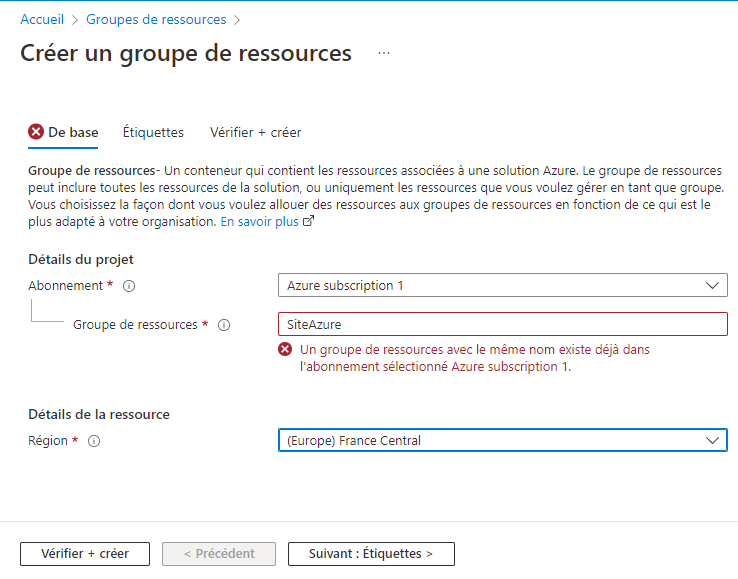 Accueil > Groupes de ressources >
Créer un groupe de ressources ...
De base Étiquettes Vérifier + créer
Groupe de ressources- Un conteneur qui contient les ressources associées à une solution Azure. Le groupe de ressources
peut inclure toutes les ressources de la solution, ou uniquement les ressources que vous voulez gérer en tant que groupe.
Vous choisissez la façon dont vous voulez allouer des ressources aux groupes de ressources en fonction de ce qui est le
plus adapté à votre organisation. En savoir plus
Détails du projet
Abonnement * Azure subscription 1
Groupe de ressources * SiteAzure
Un groupe de ressources avec le même nom existe déjà dans
l'abonnement sélectionné Azure subscription 1.
Détails de la ressource
Région * (Europe) France Central
Vérifier + créer < Précédent Suivant : Étiquettes >